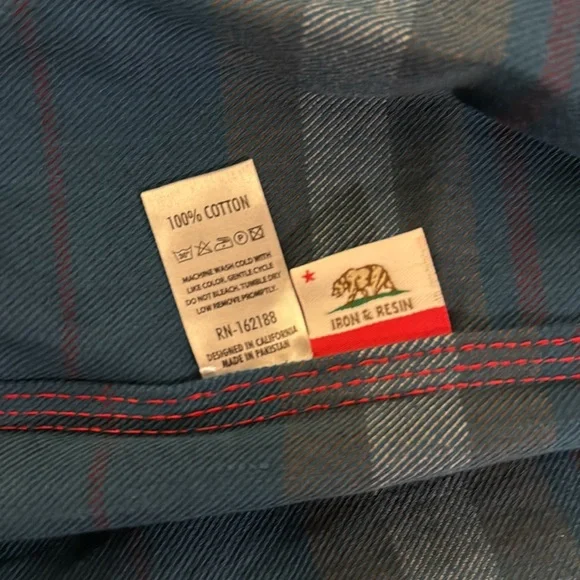 100% COTTON
MACHINE WASH COLD WITH
LIKE COLOR, GENTLE CYCLE
DO NOT BLEACH, TUMBLE DRY
LOW REMOVE PROMPTLY.
RN-162188
DESIGNED IN CALIFORNIA
MADE IN PAKISTAN
IRON & RESIN